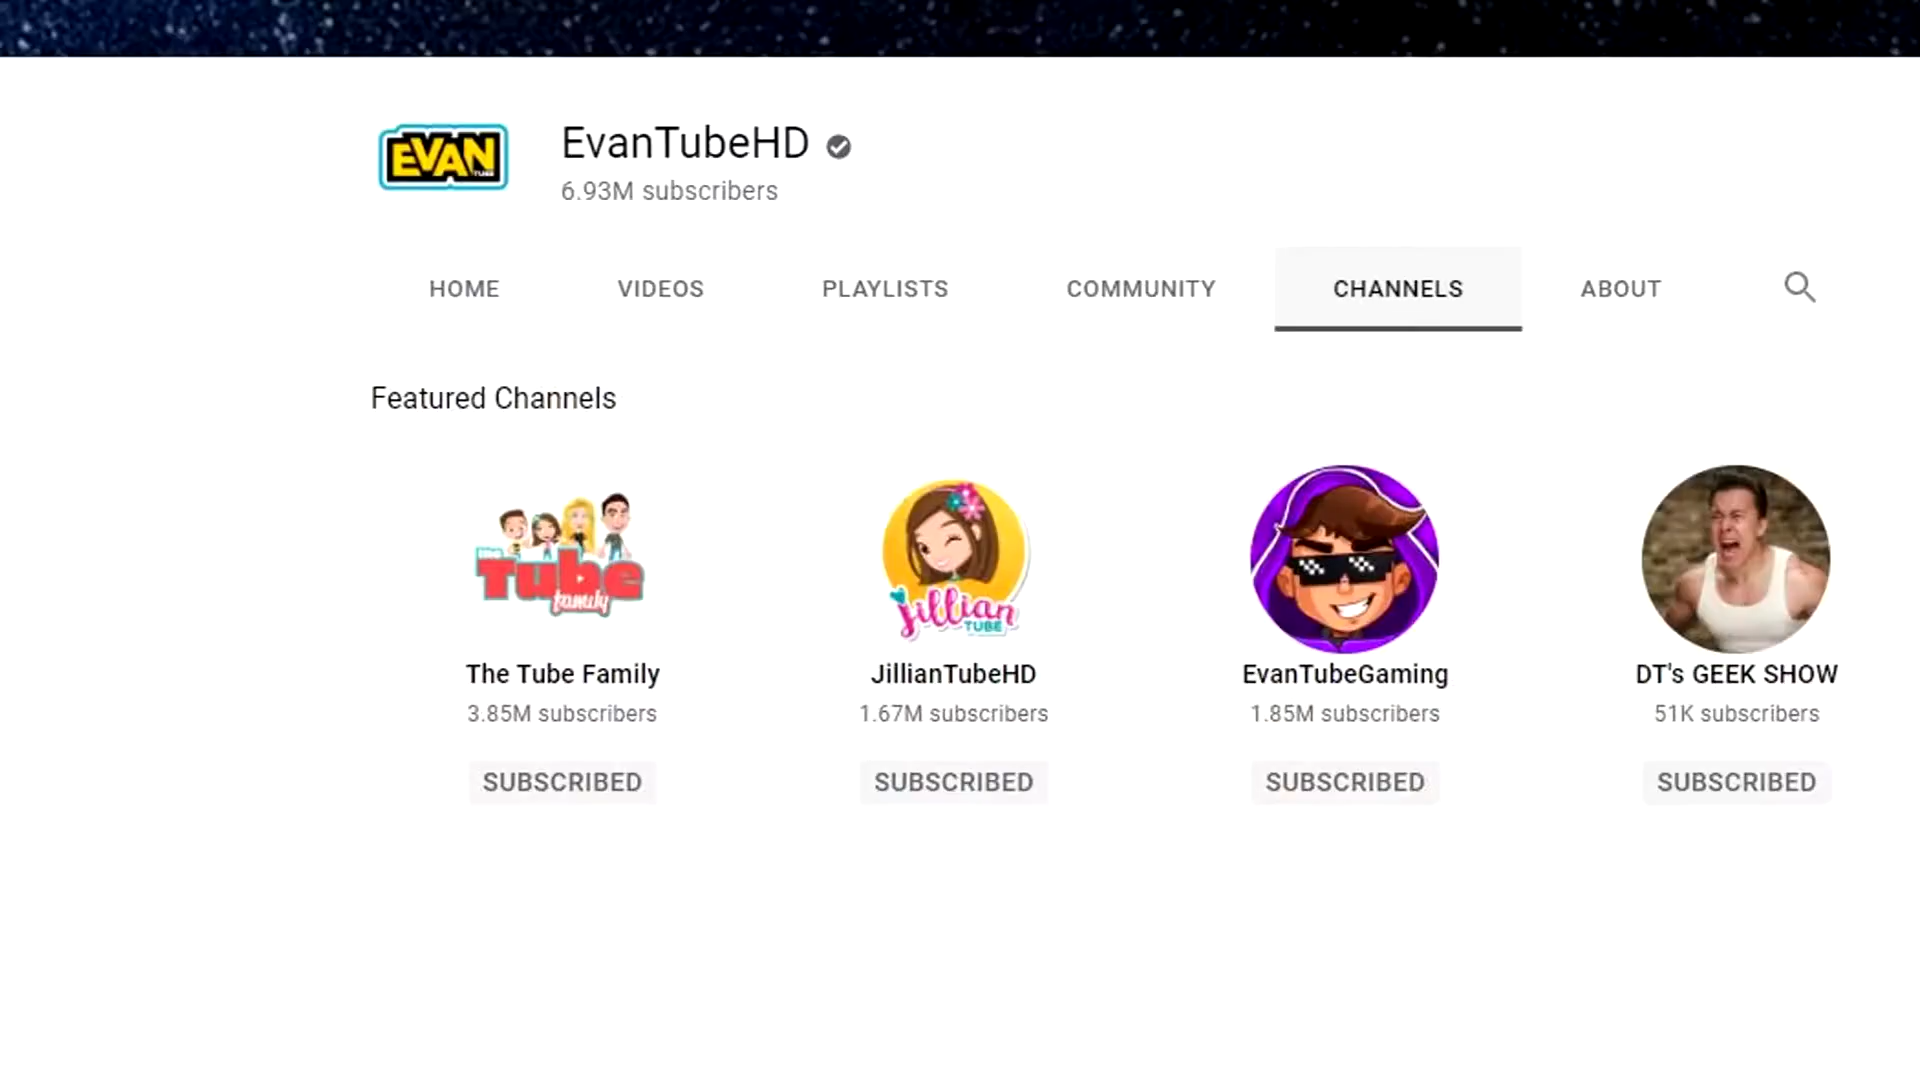 EVAN
TUBE
EvanTubeHD
6.93M subscribers
HOME VIDEOS PLAYLISTS COMMUNITY CHANNELS ABOUT
Featured Channels
the
Tube
family
jillian
TUBE
The Tube Family JillianTubeHD EvanTubeGaming DT's GEEK SHOW
3.85M subscribers 1.67M subscribers 1.85M subscribers 51K subscribers
SUBSCRIBED SUBSCRIBED SUBSCRIBED SUBSCRIBED